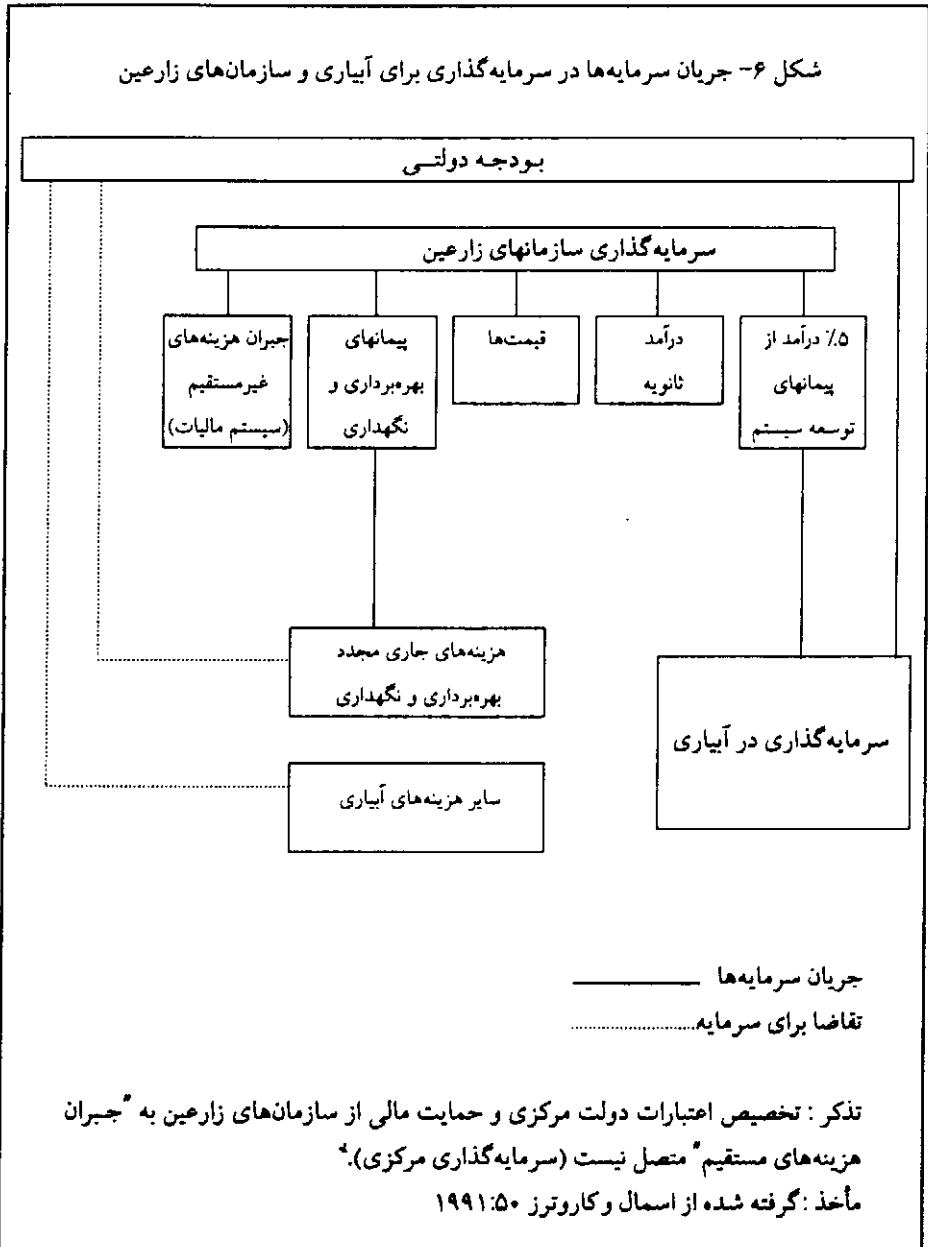 شکل ۶- جریان سرمایه‌ها در سرمایه‌گذاری برای آبیاری و سازمان‌های زارعین
بودجه دولتی
سرمایه‌گذاری سازمانهای زارعین
۵٪ درآمد از
پیمانهای
توسعه سیستم
درآمد
ثانویه
قیمت‌ها
پیمانهای
بهره‌برداری و
نگهداری
جبران هزینه‌های
غیرمستقیم
(سیستم مالیات)
هزینه‌های جاری مجدد
بهره‌برداری و نگهداری
سرمایه‌گذاری در آبیاری
سایر هزینه‌های آبیاری
جریان سرمایه‌ها
تقاضا برای سرمایه
تذکر : تخصیص اعتبارات دولت مرکزی و حمایت مالی از سازمان‌های زارعین به "جبران
هزینه‌های مستقیم" متصل نیست (سرمایه‌گذاری مرکزی).
مأخذ : گرفته شده از اسمال و کاروترز ۱۹۹۱:۵۰